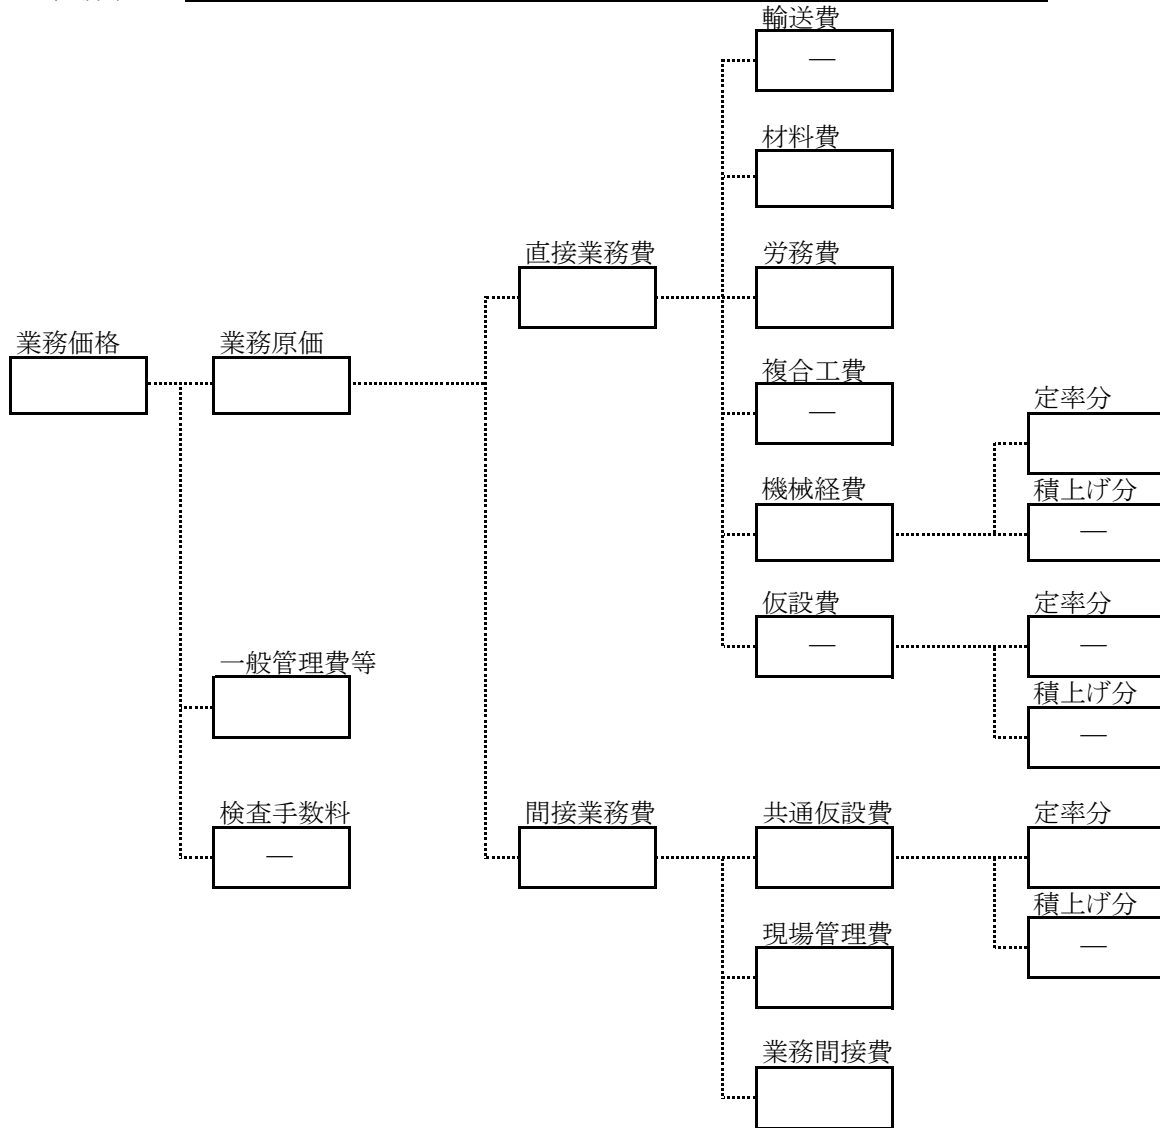 輸送費
―
材料費
直接業務費
労務費
業務価格
業務原価
複合工費
―
定率分
機械経費
積上げ分
―
仮設費
―
定率分
―
一般管理費等
積上げ分
―
検査手数料
―
間接業務費
共通仮設費
定率分
積上げ分
―
現場管理費
業務間接費